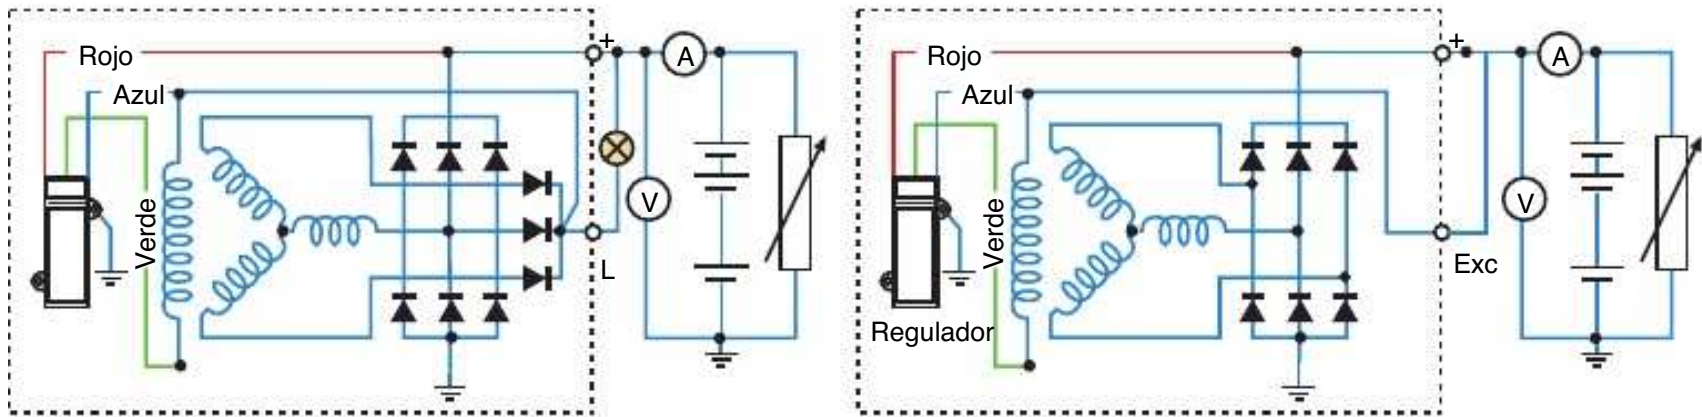 Rojo
Azul
Verde
+
L
A
V
Rojo
Azul
Verde
Regulador
+
Exc
A
V